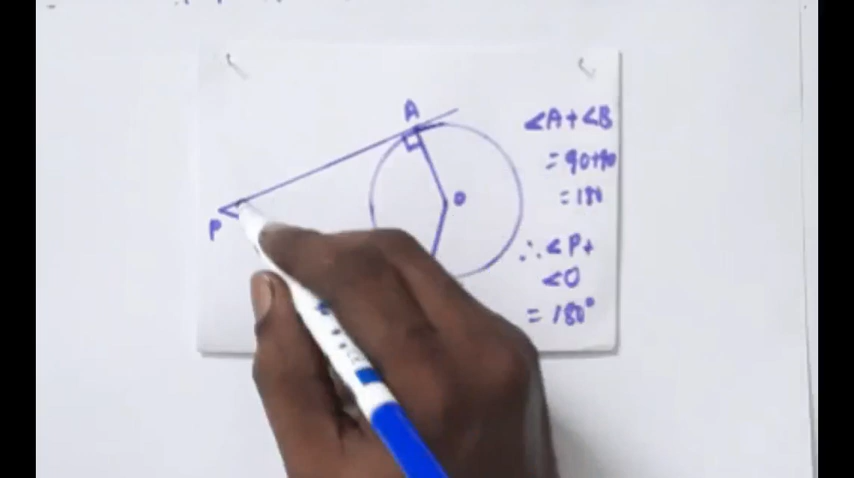 A
O
P
∠A+∠B
= 90+90
= 180
∴ ∠P+
∠O
= 180°